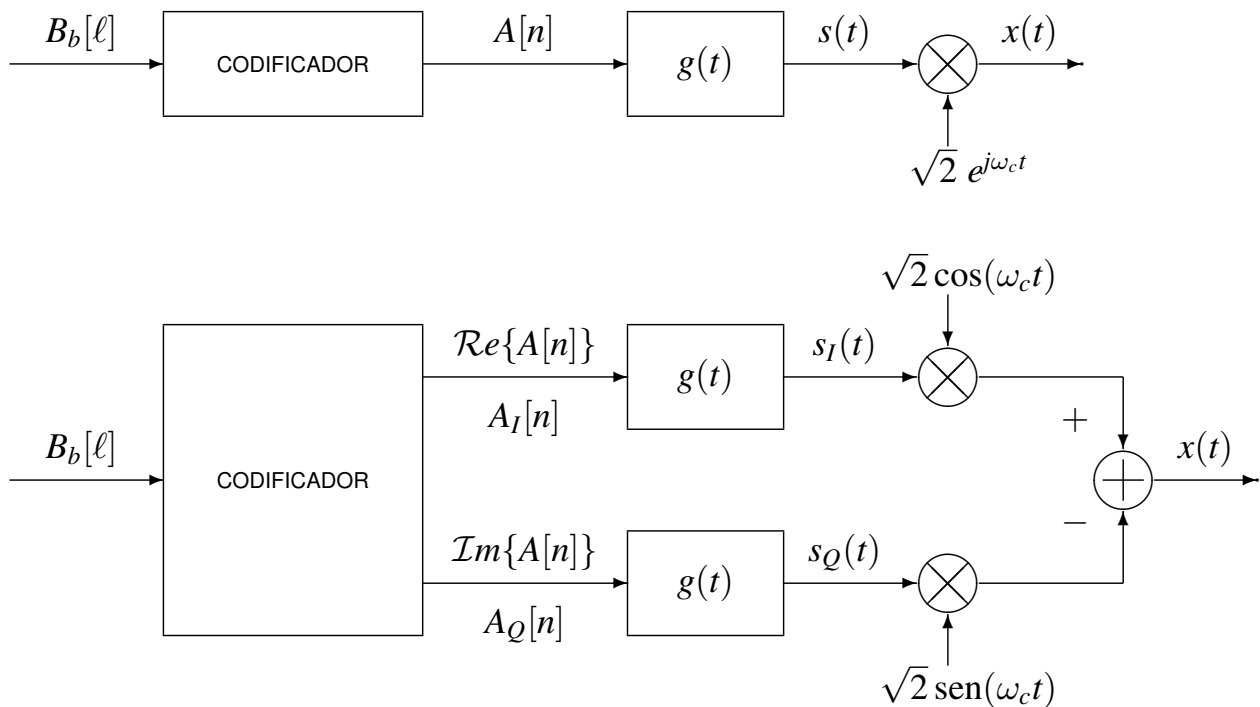 B_b[ℓ]
CODIFICADOR
A[n]
g(t)
s(t)
x(t)
√2 e^{jω_c t}
√2 cos(ω_c t)
B_b[ℓ]
CODIFICADOR
ℛe{A[n]}
A_I[n]
g(t)
s_I(t)
+
x(t)
−
ℐm{A[n]}
A_Q[n]
g(t)
s_Q(t)
√2 sen(ω_c t)